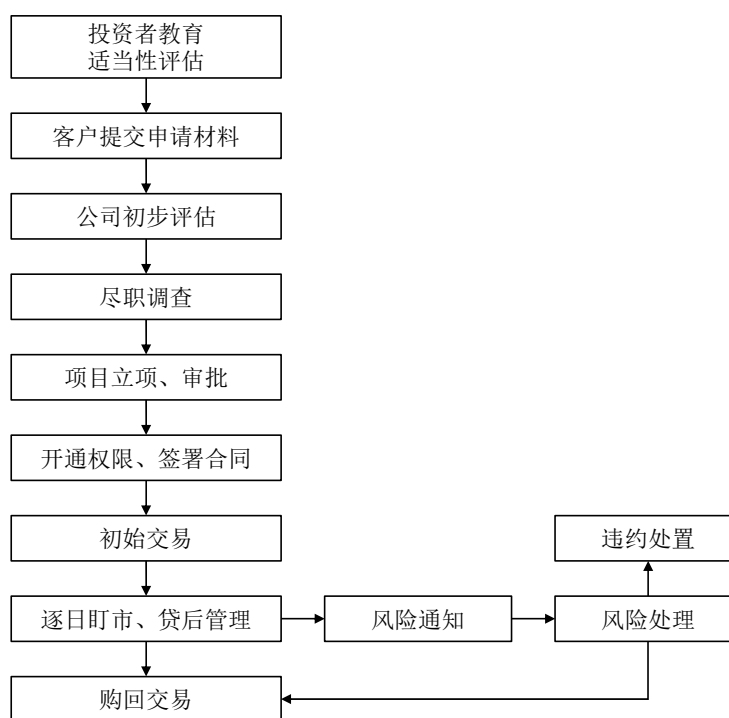 投资者教育
适当性评估
客户提交申请材料
公司初步评估
尽职调查
项目立项、审批
开通权限、签署合同
初始交易
违约处置
逐日盯市、贷后管理
风险通知
风险处理
购回交易